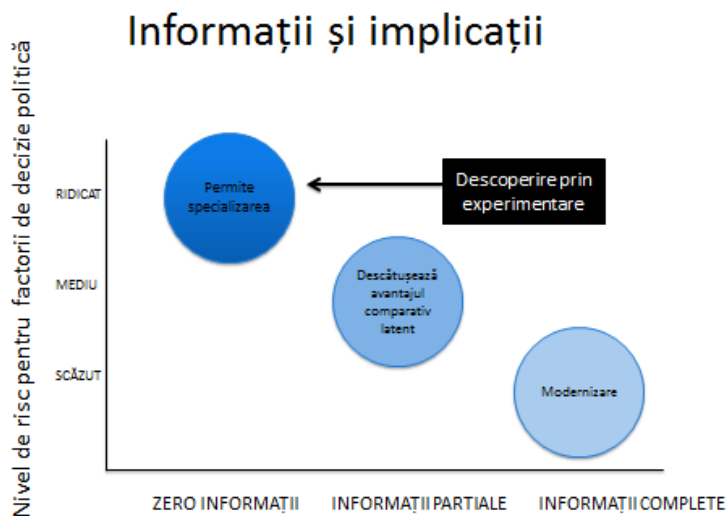 Informații și implicații
Nivel de risc pentru factorii de decizie politică
RIDICAT
MEDIU
SCĂZUT
Permite
specializarea
Descoperire prin
experimentare
Descătușează
avantajul
comparativ
latent
Modernizare
ZERO INFORMAȚII
INFORMAȚII PARTIALE
INFORMAȚII COMPLETE